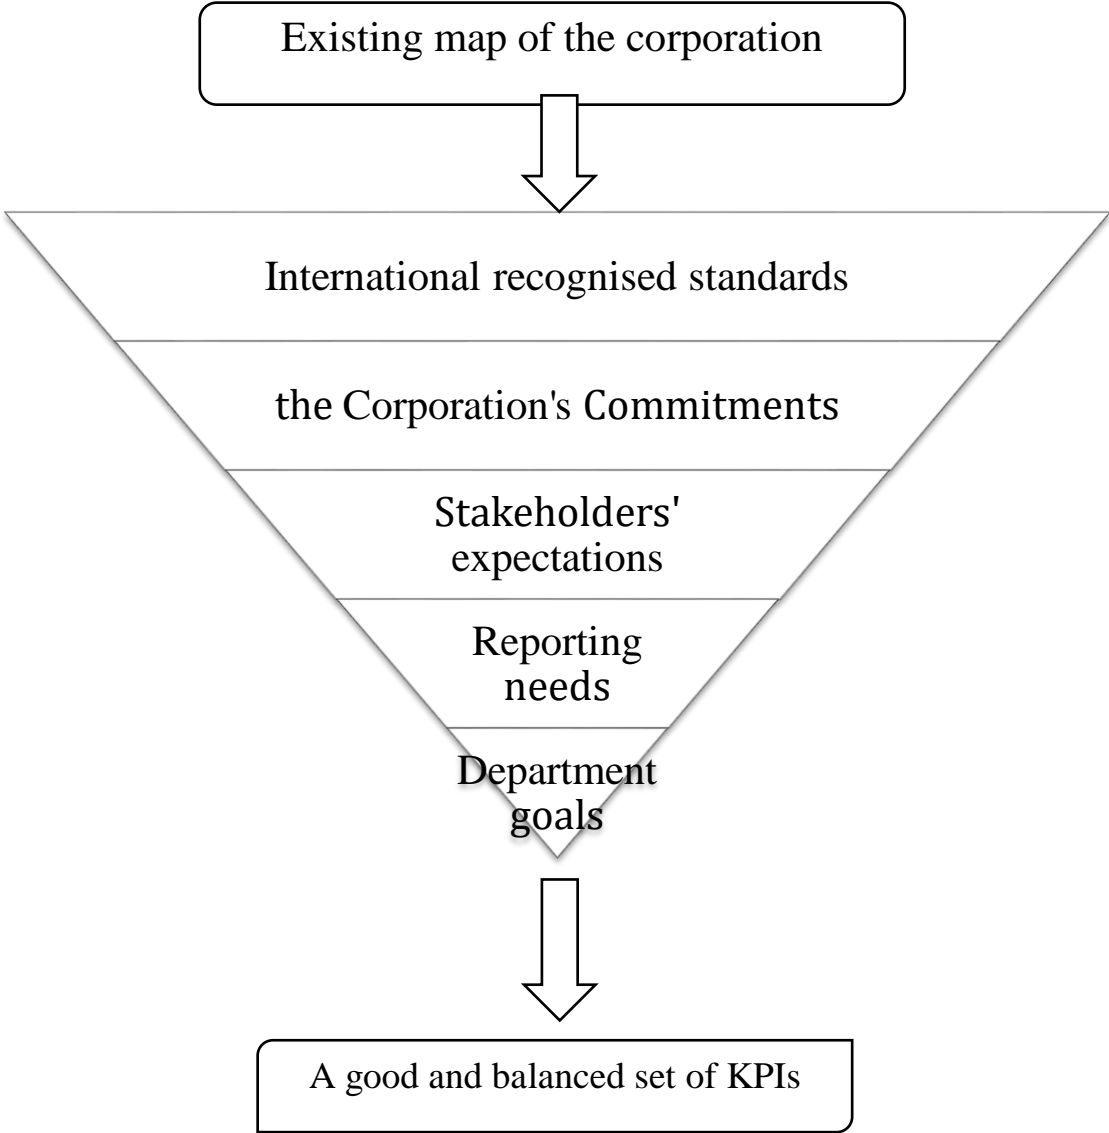 Existing map of the corporation
International recognised standards
the Corporation's Commitments
Stakeholders'
expectations
Reporting
needs
Department
goals
A good and balanced set of KPIs